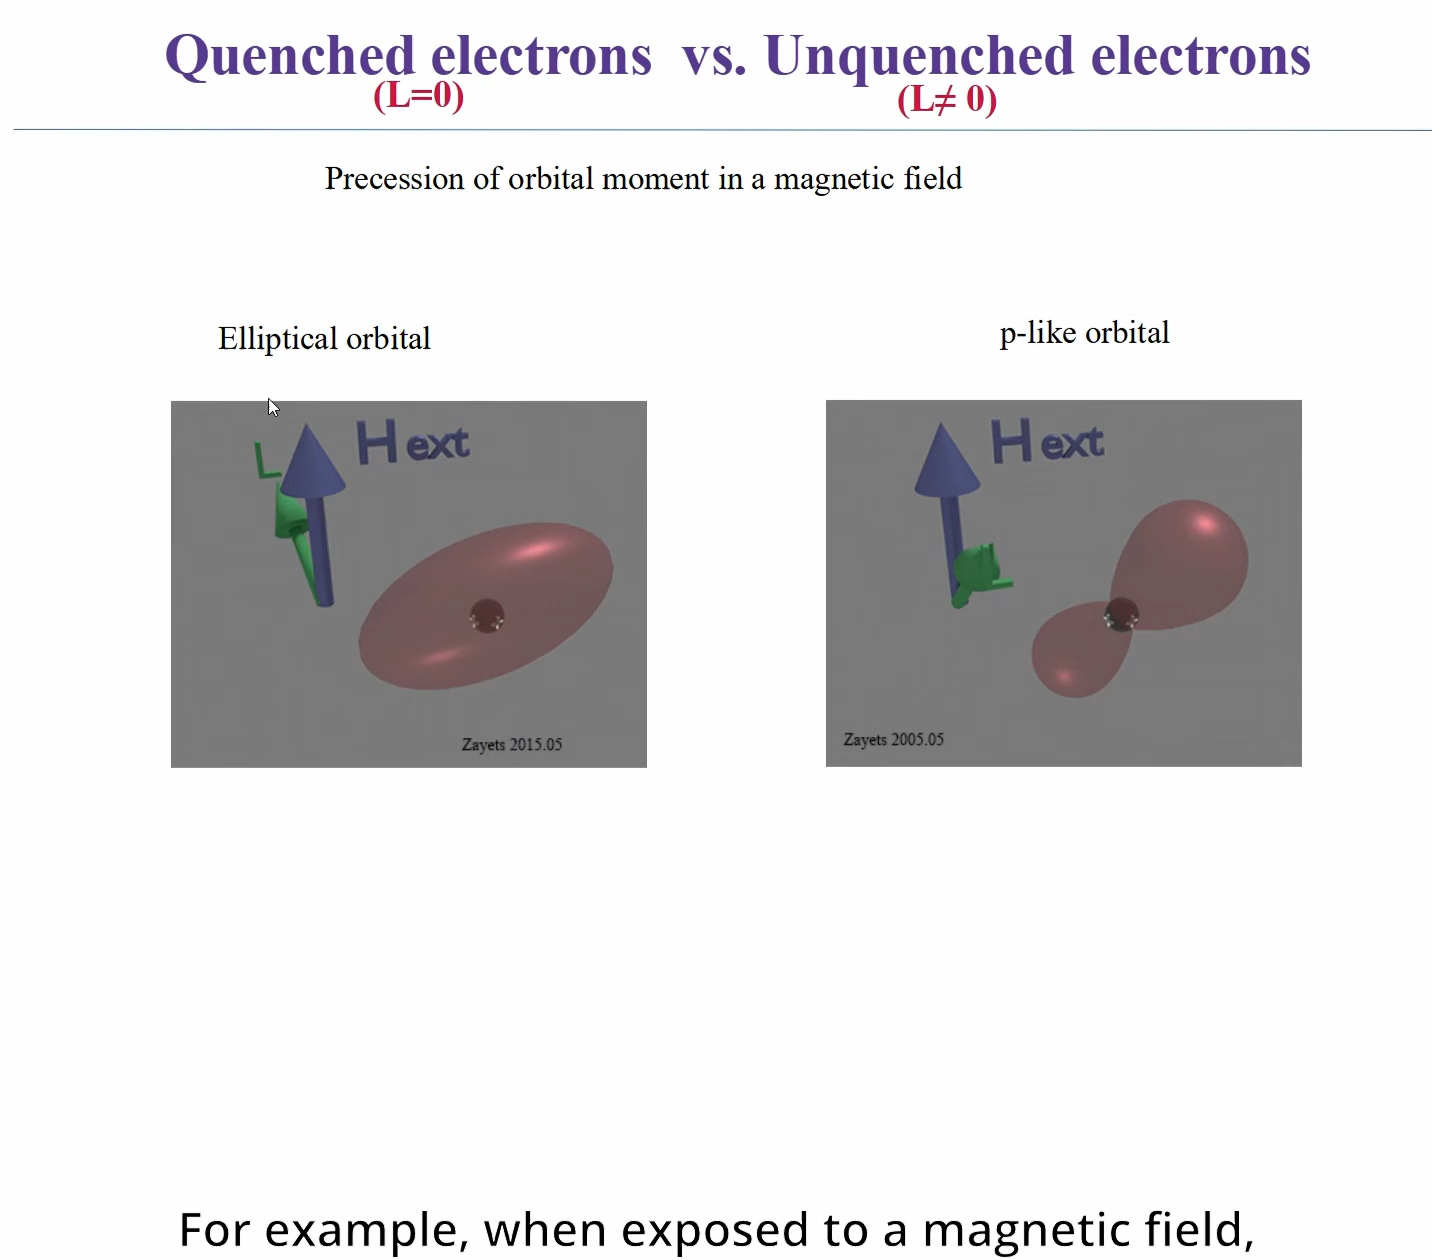 Quenched electrons vs. Unquenched electrons
(L=0) (L≠ 0)
Precession of orbital moment in a magnetic field
Elliptical orbital
p-like orbital
L
H ext
Zayets 2015.05
H ext
L
Zayets 2005.05
For example, when exposed to a magnetic field,